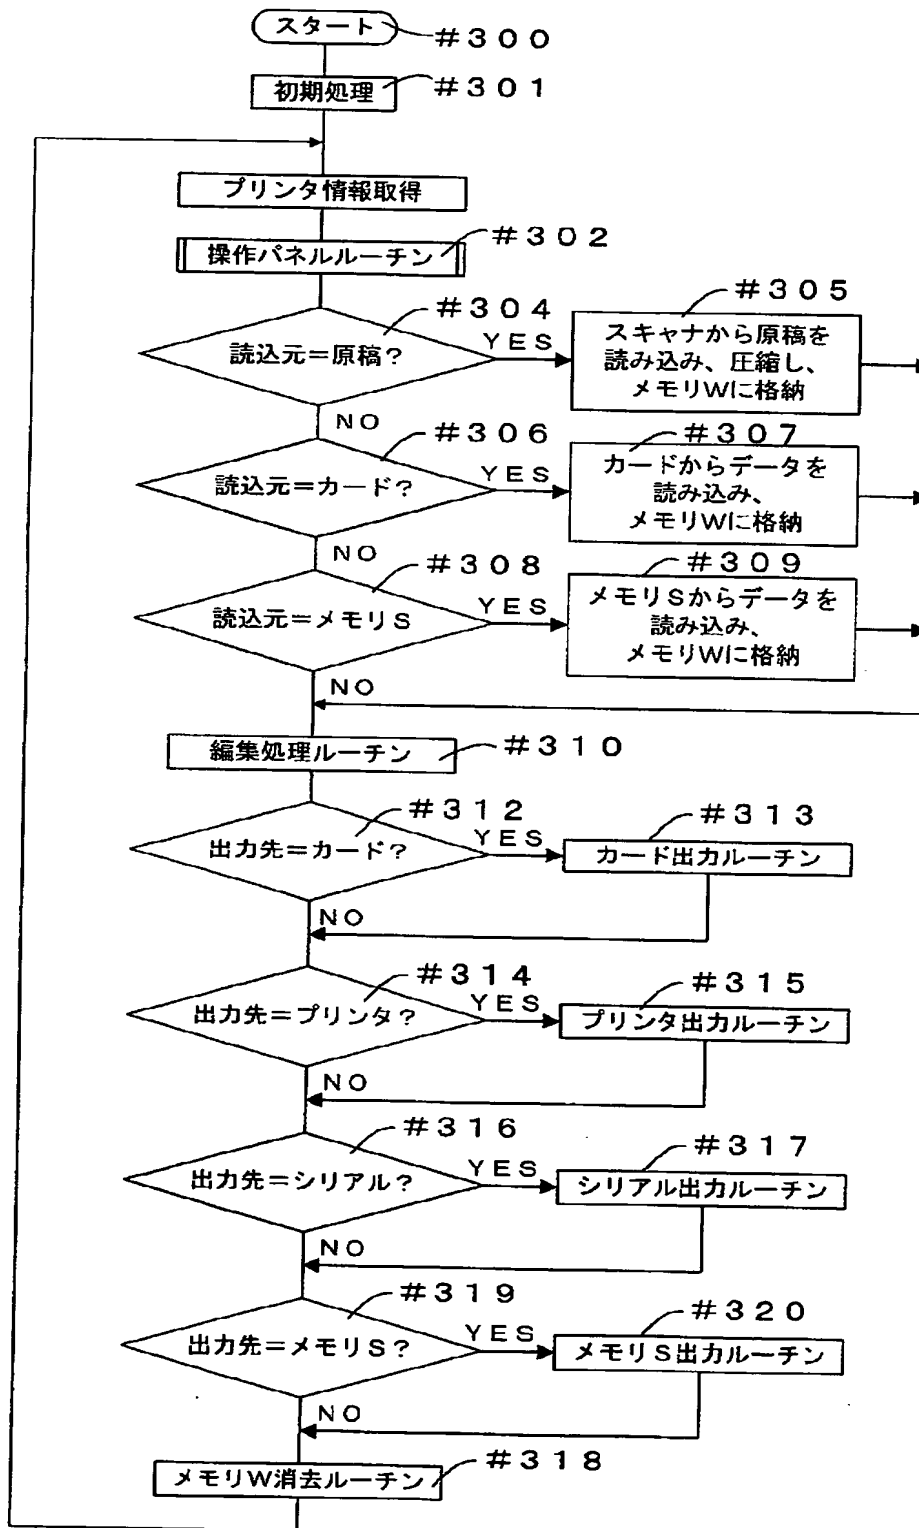 スタート
#300
初期処理
#301
プリンタ情報取得
#302
操作パネルルーチン
#304
読込元=原稿?
YES
#305
スキャナから原稿を
読み込み、圧縮し、
メモリWに格納
NO
#306
読込元=カード?
YES
#307
カードからデータを
読み込み、
メモリWに格納
NO
#308
読込元=メモリS
YES
#309
メモリSからデータを
読み込み、
メモリWに格納
NO
編集処理ルーチン
#310
#312
出力先=カード?
YES
#313
カード出力ルーチン
NO
#314
出力先=プリンタ?
YES
#315
プリンタ出力ルーチン
NO
#316
出力先=シリアル?
YES
#317
シリアル出力ルーチン
NO
#319
出力先=メモリS?
YES
#320
メモリS出力ルーチン
NO
メモリW消去ルーチン
#318